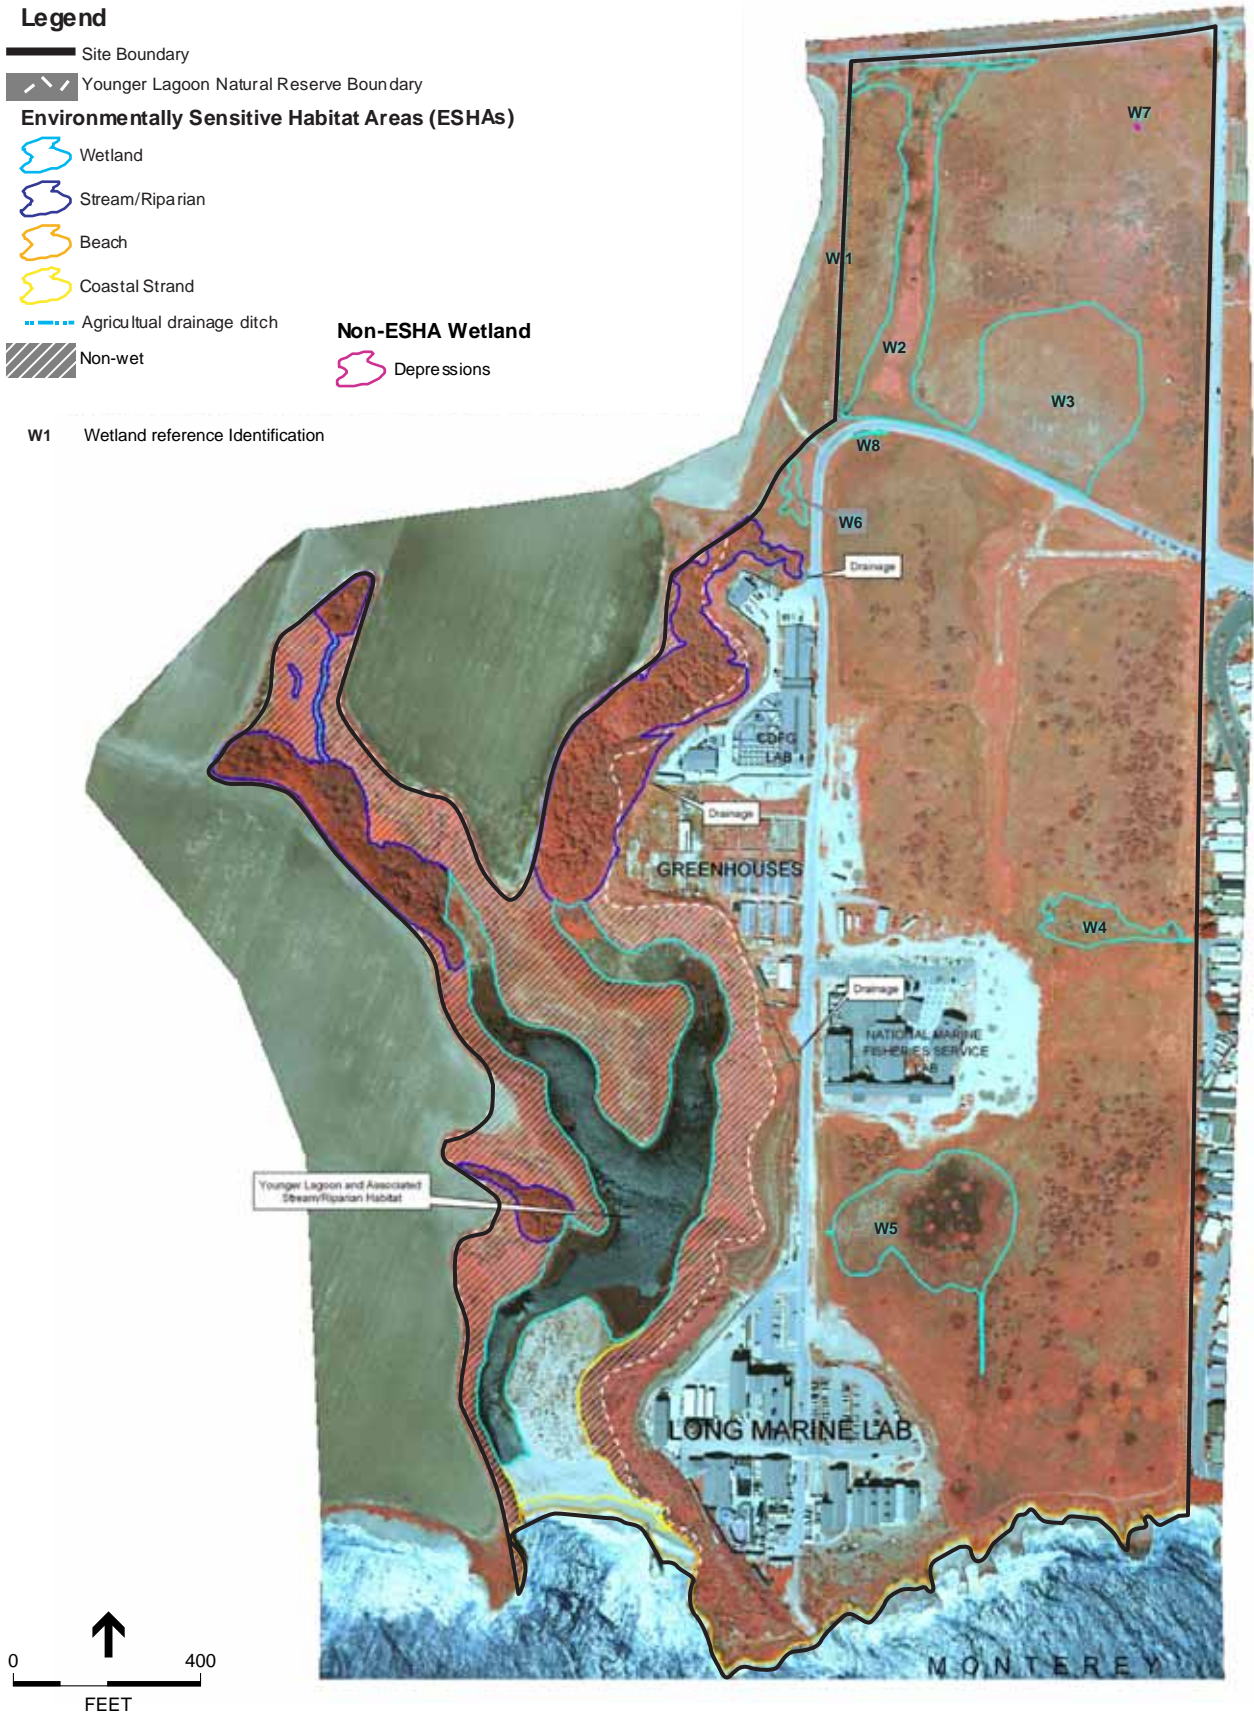 Legend
Site Boundary
Younger Lagoon Natural Reserve Boundary
Environmentally Sensitive Habitat Areas (ESHAs)
Wetland
Stream/Riparian
Beach
Coastal Strand
Agricultual drainage ditch
Non-wet
Non-ESHA Wetland
Depressions
W1 Wetland reference Identification
W7
W1
W2
W3
W8
W6
Drainage
CDFG
LAB
Drainage
GREENHOUSES
W4
Drainage
NATIONAL MARINE
FISHERIES SERVICE
LAB
Younger Lagoon and Associated
Stream/Riparian Habitat
W5
LONG MARINE LAB
MONTEREY
0 400
FEET